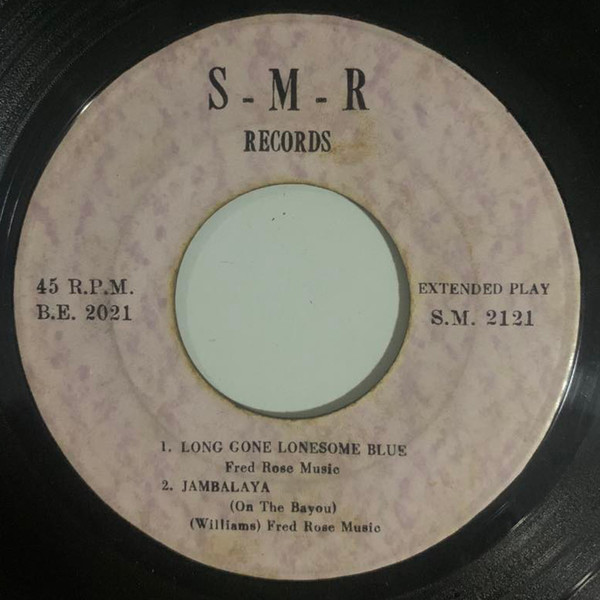 S - M - R
RECORDS
45 R.P.M.
B.E. 2021
EXTENDED PLAY
S.M. 2121
1. LONG GONE LONESOME BLUE
Fred Rose Music
2. JAMBALAYA
(On The Bayou)
(Williams) Fred Rose Music